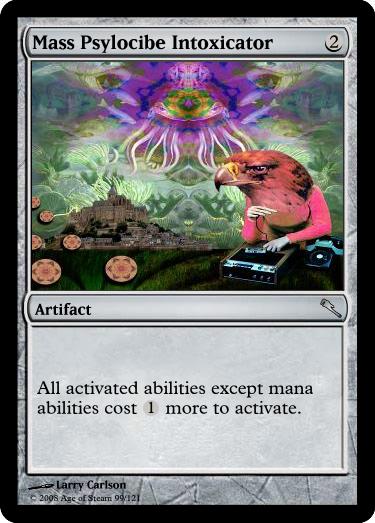 Mass Psylocibe Intoxicator 2
Artifact
All activated abilities except mana
abilities cost 1 more to activate.
Larry Carlson
© 2008 Age of Steam 99/121